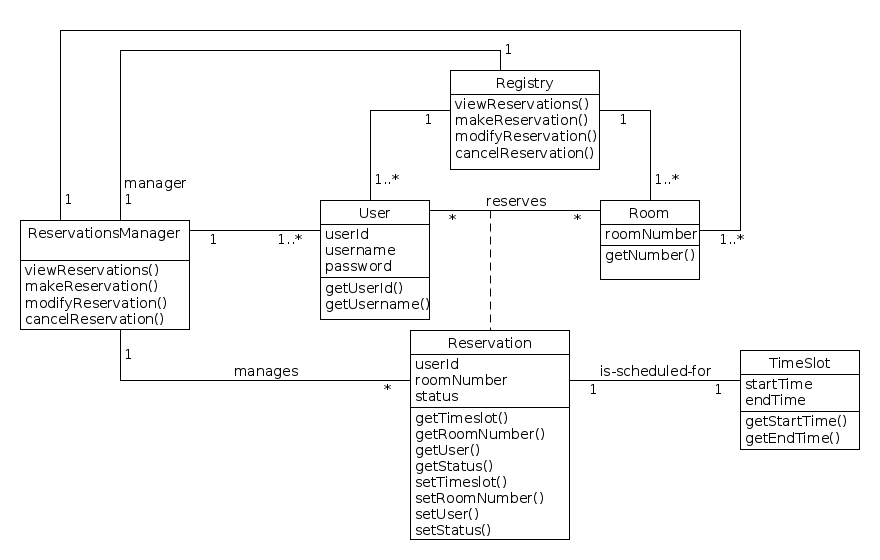 1
Registry
viewReservations()
makeReservation()
modifyReservation()
cancelReservation()
1
1
manager
1
1
1..*
1..*
ReservationsManager
viewReservations()
makeReservation()
modifyReservation()
cancelReservation()
1
1..*
User
userId
username
password
getUserId()
getUsername()
reserves
*
*
Room
roomNumber
getNumber()
1..*
1
manages
*
Reservation
userId
roomNumber
status
getTimeslot()
getRoomNumber()
getUser()
getStatus()
setTimeslot()
setRoomNumber()
setUser()
setStatus()
is-scheduled-for
1
1
TimeSlot
startTime
endTime
getStartTime()
getEndTime()